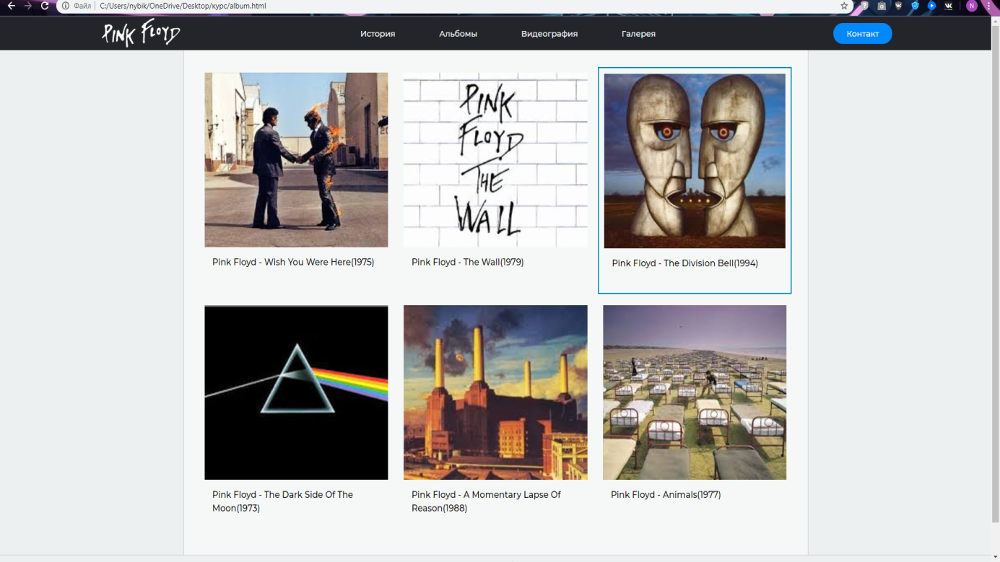 Файл C:/Users/nybik/OneDrive/Desktop/курс/album.html
N
PINK FLOYD
История
Альбомы
Видеография
Галерея
Контакт
PINK
FLOYD
THE
WALL
Pink Floyd - Wish You Were Here(1975)
Pink Floyd - The Wall(1979)
Pink Floyd - The Division Bell(1994)
Pink Floyd - The Dark Side Of The
Moon(1973)
Pink Floyd - A Momentary Lapse Of
Reason(1988)
Pink Floyd - Animals(1977)